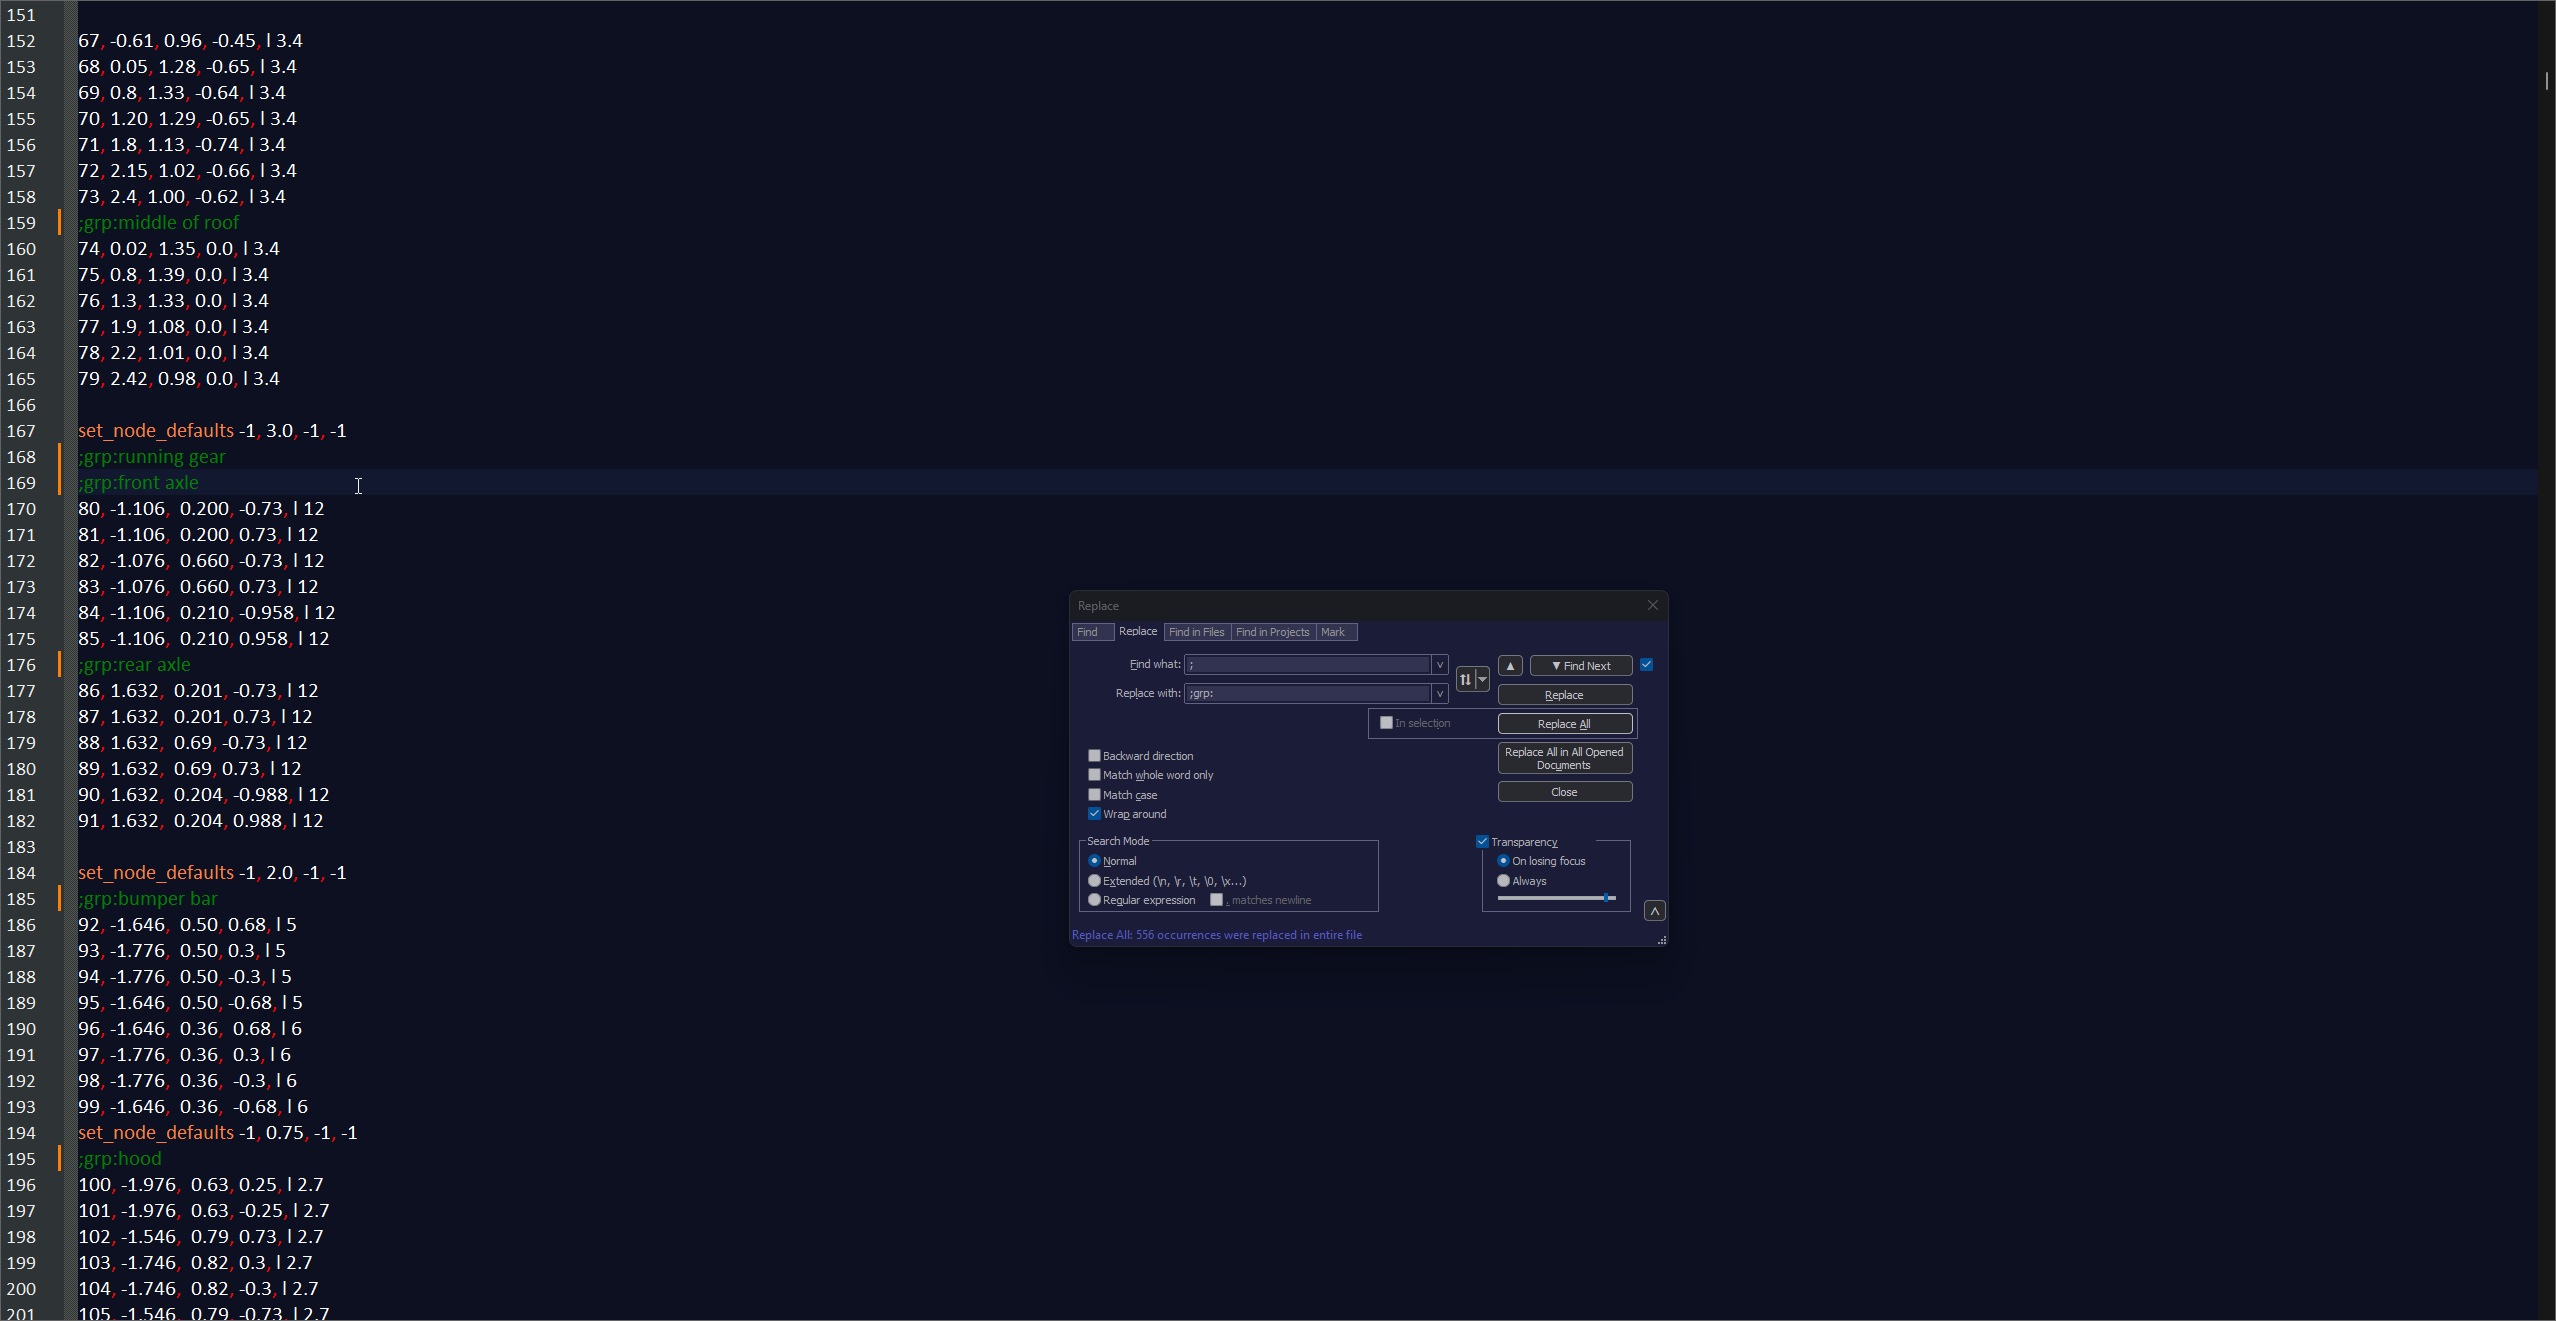 151
152 67, -0.61, 0.96, -0.45, l 3.4
153 68, 0.05, 1.28, -0.65, l 3.4
154 69, 0.8, 1.33, -0.64, l 3.4
155 70, 1.20, 1.29, -0.65, l 3.4
156 71, 1.8, 1.13, -0.74, l 3.4
157 72, 2.15, 1.02, -0.66, l 3.4
158 73, 2.4, 1.00, -0.62, l 3.4
159 ;grp:middle of roof
160 74, 0.02, 1.35, 0.0, l 3.4
161 75, 0.8, 1.39, 0.0, l 3.4
162 76, 1.3, 1.33, 0.0, l 3.4
163 77, 1.9, 1.08, 0.0, l 3.4
164 78, 2.2, 1.01, 0.0, l 3.4
165 79, 2.42, 0.98, 0.0, l 3.4
166
167 set_node_defaults -1, 3.0, -1, -1
168 ;grp:running gear
169 ;grp:front axle
170 80, -1.106,  0.200, -0.73, l 12
171 81, -1.106,  0.200, 0.73, l 12
172 82, -1.076,  0.660, -0.73, l 12
173 83, -1.076,  0.660, 0.73, l 12
174 84, -1.106,  0.210, -0.958, l 12
175 85, -1.106,  0.210, 0.958, l 12
176 ;grp:rear axle
177 86, 1.632,  0.201, -0.73, l 12
178 87, 1.632,  0.201, 0.73, l 12
179 88, 1.632,  0.69, -0.73, l 12
180 89, 1.632,  0.69, 0.73, l 12
181 90, 1.632,  0.204, -0.988, l 12
182 91, 1.632,  0.204, 0.988, l 12
183
184 set_node_defaults -1, 2.0, -1, -1
185 ;grp:bumper bar
186 92, -1.646,  0.50, 0.68, l 5
187 93, -1.776,  0.50, 0.3, l 5
188 94, -1.776,  0.50, -0.3, l 5
189 95, -1.646,  0.50, -0.68, l 5
190 96, -1.646,  0.36,  0.68, l 6
191 97, -1.776,  0.36,  0.3, l 6
192 98, -1.776,  0.36,  -0.3, l 6
193 99, -1.646,  0.36,  -0.68, l 6
194 set_node_defaults -1, 0.75, -1, -1
195 ;grp:hood
196 100, -1.976,  0.63, 0.25, l 2.7
197 101, -1.976,  0.63, -0.25, l 2.7
198 102, -1.546,  0.79, 0.73, l 2.7
199 103, -1.746,  0.82, 0.3, l 2.7
200 104, -1.746,  0.82, -0.3, l 2.7
201 105, -1.546,  0.79, -0.73, l 2.7
Replace
Find Replace Find in Files Find in Projects Mark
Find what: ;
▲ ▼ Find Next
Replace with: ;grp:
Replace
In selection
Replace All
Replace All in All Opened
Documents
Close
Backward direction
Match whole word only
Match case
Wrap around
Search Mode
Normal
Extended (\n, \r, \t, \0, \x...)
Regular expression
. matches newline
Transparency
On losing focus
Always
Replace All: 556 occurrences were replaced in entire file